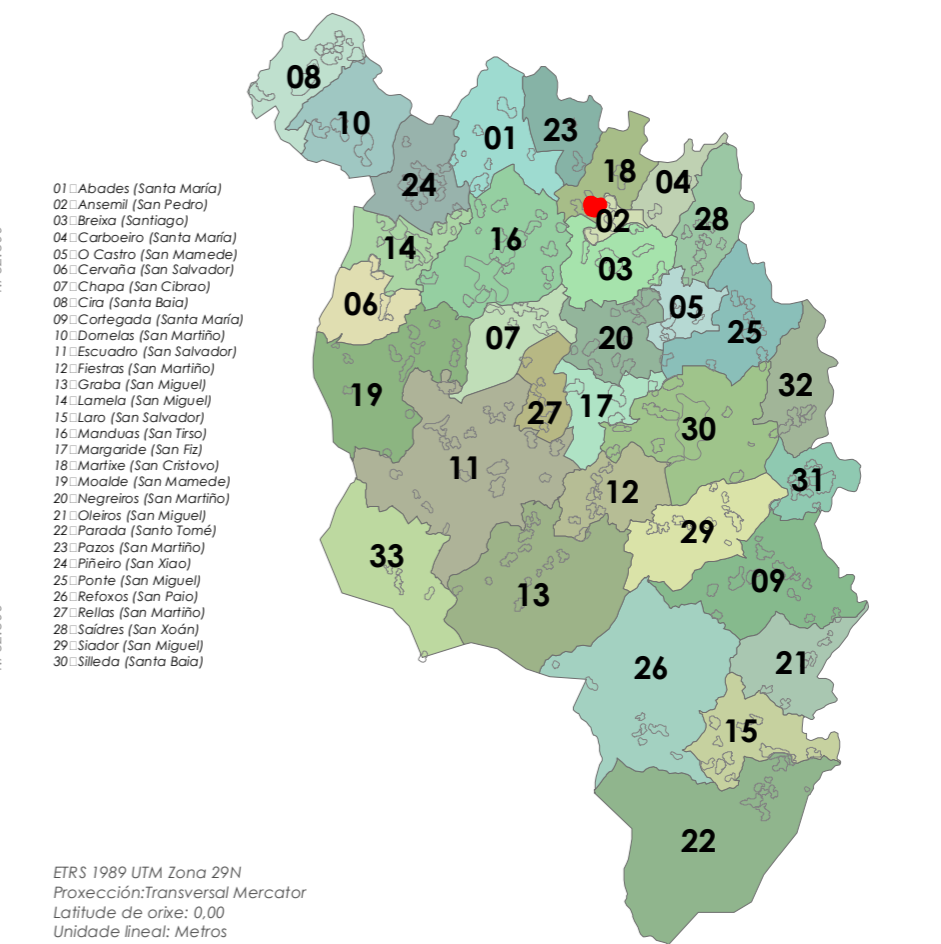 08
10
01
23
18
04
24
02
28
01□Abades (Santa María)
02□Ansemil (San Pedro)
03□Breixa (Santiago)
04□Carboeiro (Santa María)
05□O Castro (San Mamede)
06□Cervaña (San Salvador)
07□Chapa (San Cibrao)
08□Cira (Santa Baia)
09□Cortegada (Santa María)
10□Dornelas (San Martiño)
11□Escuadro (San Salvador)
12□Fiestras (San Martiño)
13□Graba (San Miguel)
14□Lamela (San Miguel)
15□Laro (San Salvador)
16□Manduas (San Tirso)
17□Margaride (San Fiz)
18□Martixe (San Cristovo)
19□Moalde (San Mamede)
20□Negreiros (San Martiño)
21□Oleiros (San Miguel)
22□Parada (Santo Tomé)
23□Pazos (San Martiño)
24□Piñeiro (San Xiao)
25□Ponte (San Miguel)
26□Refoxos (San Paio)
27□Rellas (San Martiño)
28□Saídres (San Xoán)
29□Siador (San Miguel)
30□Silleda (Santa Baia)
14
16
03
06
05
07
20
25
19
27
17
32
30
11
12
31
29
33
13
09
26
21
15
22
ETRS 1989 UTM Zona 29N
Proxección:Transversal Mercator
Latitude de orixe: 0,00
Unidade lineal: Metros